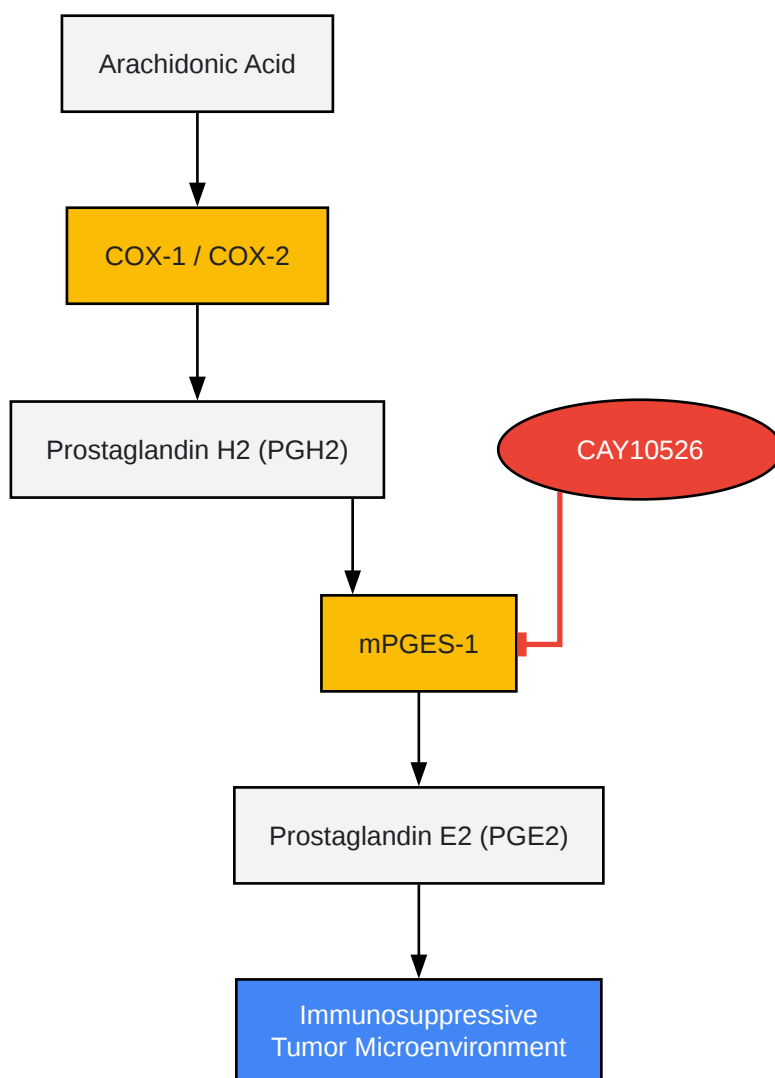 Arachidonic Acid
COX-1 / COX-2
Prostaglandin H2 (PGH2)
CAY10526
mPGES-1
Prostaglandin E2 (PGE2)
Immunosuppressive
Tumor Microenvironment